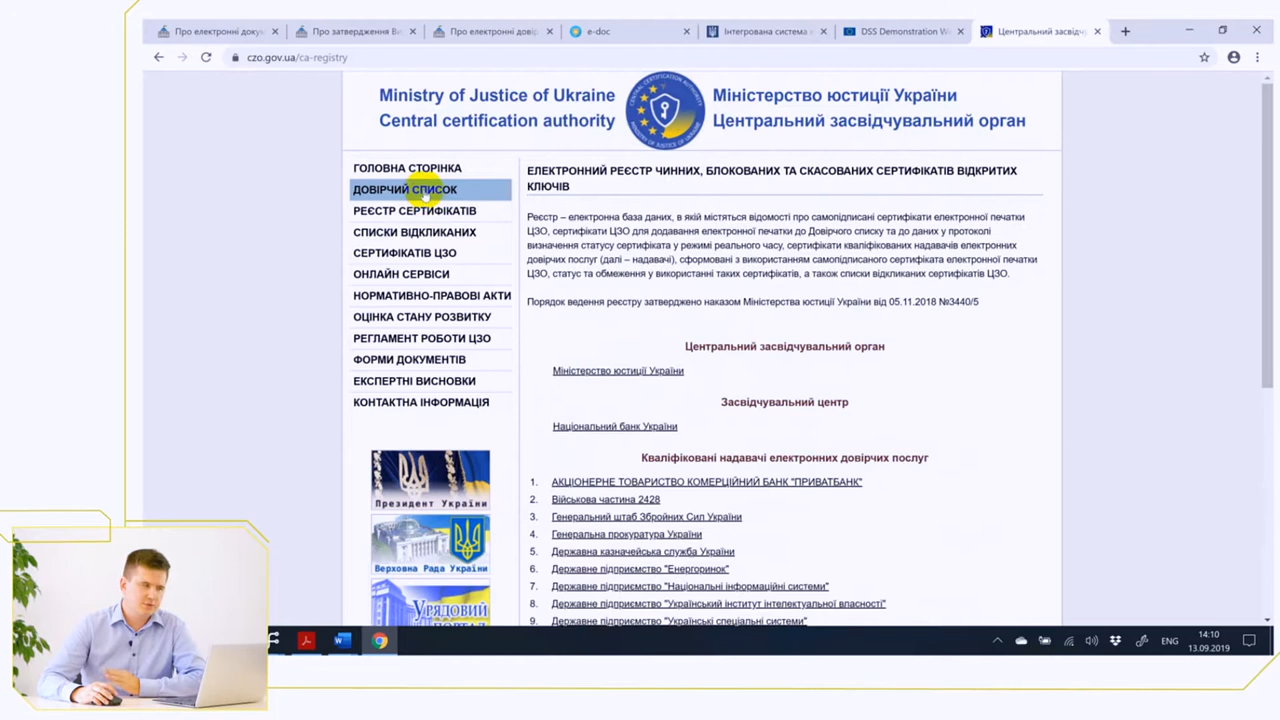 Про електронні докум
Про затвердження Ви
Про електронні довір
e-doc
Інтегрована система е
DSS Demonstration W
Центральний засвідчу
czo.gov.ua/ca-registry
Ministry of Justice of Ukraine
Central certification authority
Міністерство юстиції України
Центральний засвідчувальний орган
ГОЛОВНА СТОРІНКА
ДОВІРЧИЙ СПИСОК
РЕЄСТР СЕРТИФІКАТІВ
СПИСКИ ВІДКЛИКАНИХ
СЕРТИФІКАТІВ ЦЗО
ОНЛАЙН СЕРВІСИ
НОРМАТИВНО-ПРАВОВІ АКТИ
ОЦІНКА СТАНУ РОЗВИТКУ
РЕГЛАМЕНТ РОБОТИ ЦЗО
ФОРМИ ДОКУМЕНТІВ
ЕКСПЕРТНІ ВИСНОВКИ
КОНТАКТНА ІНФОРМАЦІЯ
Президент України
Верховна Рада України
Урядовий
ЕЛЕКТРОННИЙ РЕЄСТР ЧИННИХ, БЛОКОВАНИХ ТА СКАСОВАНИХ СЕРТИФІКАТІВ ВІДКРИТИХ
КЛЮЧІВ
Реєстр – електронна база даних, в якій містяться відомості про самопідписані сертифікати електронної печатки
ЦЗО, сертифікати ЦЗО для додавання електронної печатки до Довірчого списку та до даних у протоколі
визначення статусу сертифіката у режимі реального часу, сертифікати кваліфікованих надавачів електронних
довірчих послуг (далі – надавачі), сформовані з використанням самопідписаного сертифіката електронної печатки
ЦЗО, статус та обмеження у використанні таких сертифікатів, а також списки відкликаних сертифікатів ЦЗО.
Порядок ведення реєстру затверджено наказом Міністерства юстиції України від 05.11.2018 №3440/5
Центральний засвідчувальний орган
Міністерство юстиції України
Засвідчувальний центр
Національний банк України
Кваліфіковані надавачі електронних довірчих послуг
1. АКЦІОНЕРНЕ ТОВАРИСТВО КОМЕРЦІЙНИЙ БАНК "ПРИВАТБАНК"
2. Військова частина 2428
3. Генеральний штаб Збройних Сил України
4. Генеральна прокуратура України
5. Державна казначейська служба України
6. Державне підприємство "Енергоринок"
7. Державне підприємство "Національні інформаційні системи"
8. Державне підприємство "Український інститут інтелектуальної власності"
9. Державне підприємство "Українські спеціальні системи"
ENG
14:10
13.09.2019